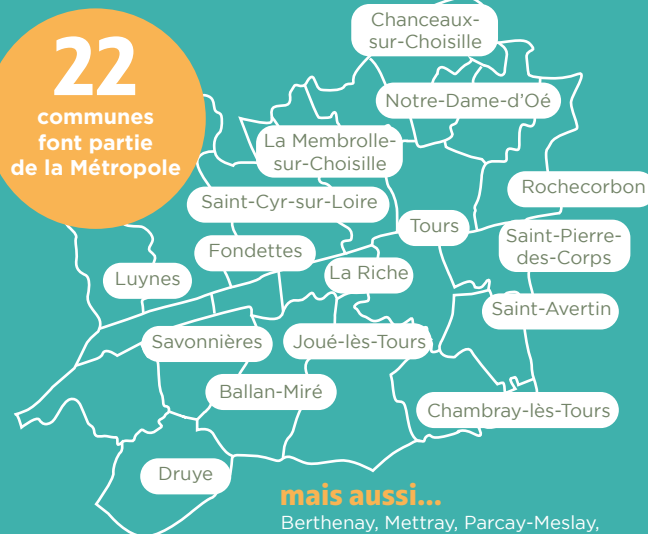 22
communes
font partie
de la Métropole
Chanceaux-
sur-Choisille
Notre-Dame-d'Oé
La Membrolle-
sur-Choisille
Rochecorbon
Saint-Cyr-sur-Loire
Tours
Saint-Pierre-
des-Corps
Fondettes
La Riche
Luynes
Saint-Avertin
Savonnières
Joué-lès-Tours
Ballan-Miré
Chambray-lès-Tours
Druye
mais aussi...
Berthenay, Mettray, Parcay-Meslay,